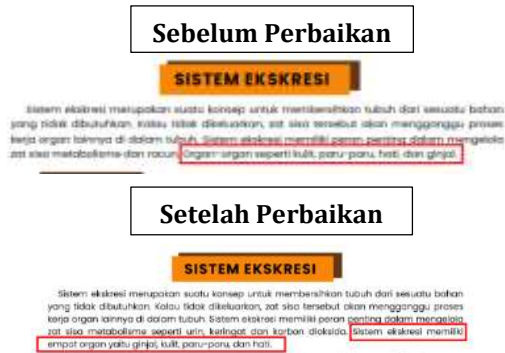 Sebelum Perbaikan
SISTEM EKSKRESI
Sistem ekskresi merupakan suatu konsep untuk membersihkan tubuh dari sesuatu bahan
yang tidak dibutuhkan. Kalau tidak dikeluarkan, zat sisa tersebut akan mengganggu proses
kerja organ lainnya di dalam tubuh. Sistem ekskresi memiliki peran penting dalam mengelola
zat sisa metabolisme dan racun. Organ-organ seperti kulit, paru-paru, hati, dan ginjal.
Setelah Perbaikan
SISTEM EKSKRESI
Sistem ekskresi merupakan suatu konsep untuk membersihkan tubuh dari sesuatu bahan
yang tidak dibutuhkan. Kalau tidak dikeluarkan, zat sisa tersebut akan mengganggu proses
kerja organ lainnya di dalam tubuh. Sistem ekskresi memiliki peran penting dalam mengelola
zat sisa metabolisme seperti urin, keringat dan karbon dioksida. Sistem ekskresi memiliki
empat organ yaitu ginjal, kulit, paru-paru, dan hati.